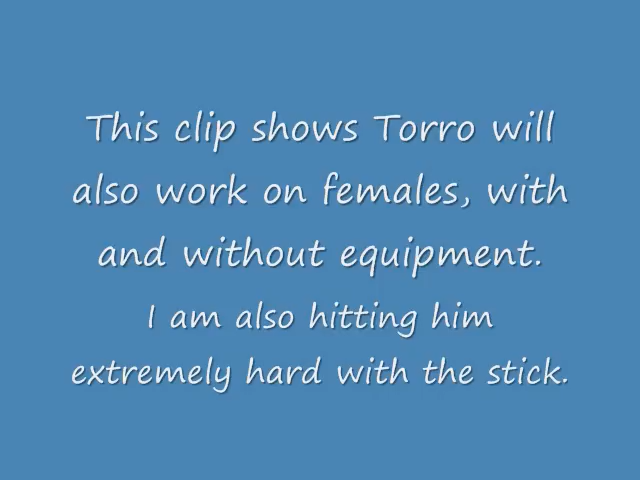 This clip shows Torro will
also work on females, with
and without equipment.
I am also hitting him
extremely hard with the stick.